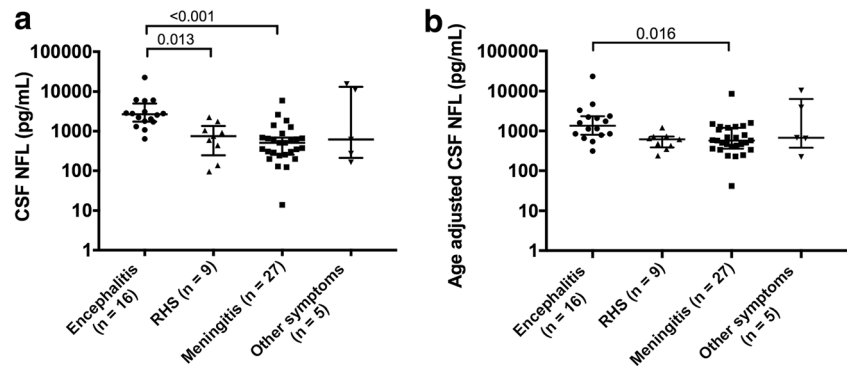 a
<0.001
0.013
CSF NFL (pg/mL)
100000
10000
1000
100
10
1
Encephalitis
(n = 16)
RHS (n = 9)
Meningitis (n = 27)
Other symptoms
(n = 5)
b
0.016
Age adjusted CSF NFL (pg/mL)
100000
10000
1000
100
10
1
Encephalitis
(n = 16)
RHS (n = 9)
Meningitis (n = 27)
Other symptoms
(n = 5)